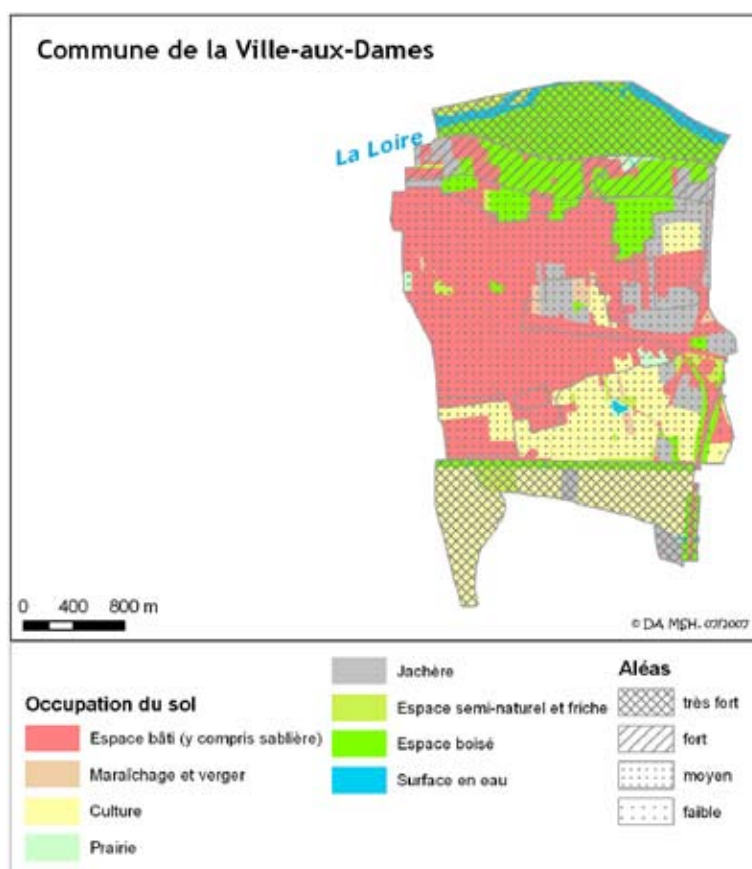 Commune de la Ville-aux-Dames
La Loire
0 400 800 m
© DA MSH. 07/2007
Occupation du sol
Espace bâti (y compris sablière)
Maraîchage et verger
Culture
Prairie
Jachère
Espace semi-naturel et friche
Espace boisé
Surface en eau
Aléas
très fort
fort
moyen
faible